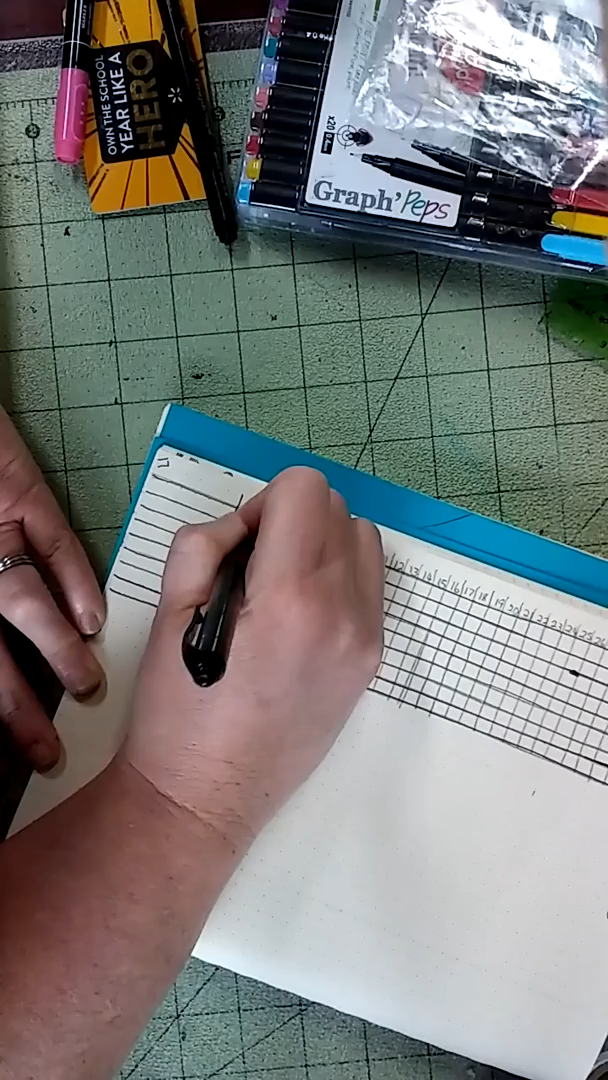 OWN THE SCHOOL
YEAR LIKE A
HERO
x20
Graph'Peps
12 13 14 15 16 17 18 19 20 21 22 23 24 25 26